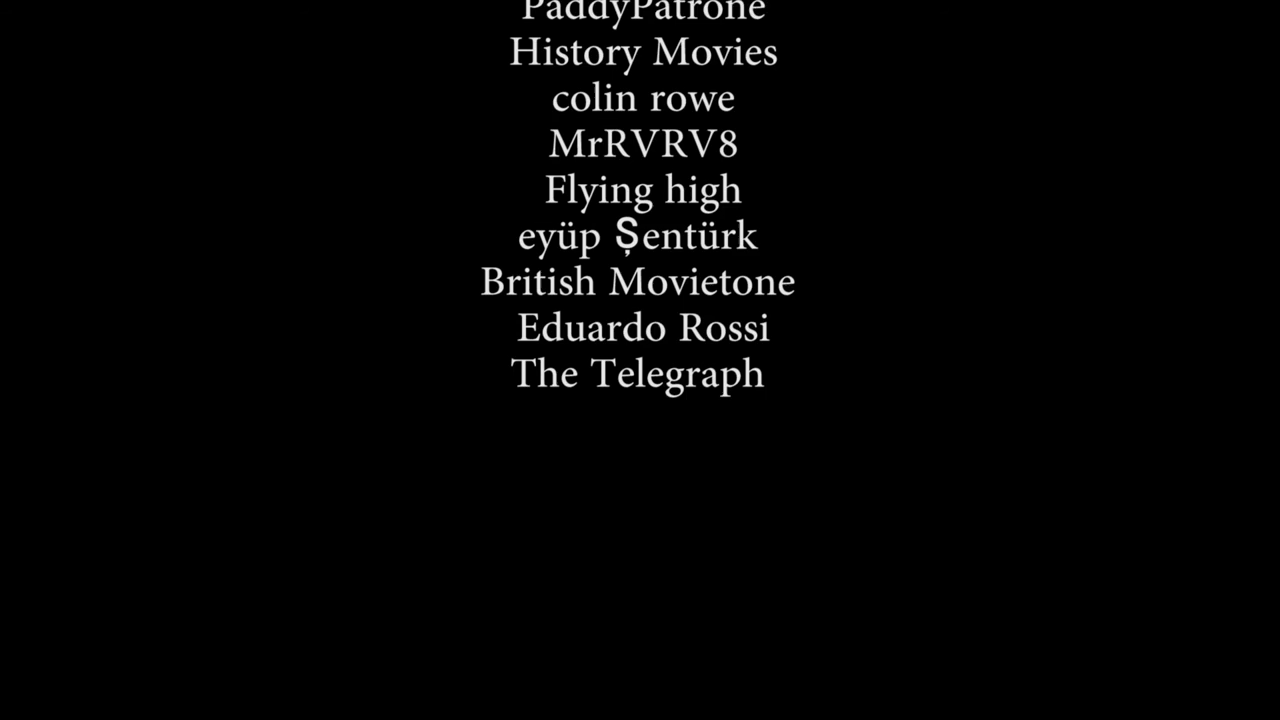 PaddyPatrone
History Movies
colin rowe
MrRVRV8
Flying high
eyüp Șentürk
British Movietone
Eduardo Rossi
The Telegraph